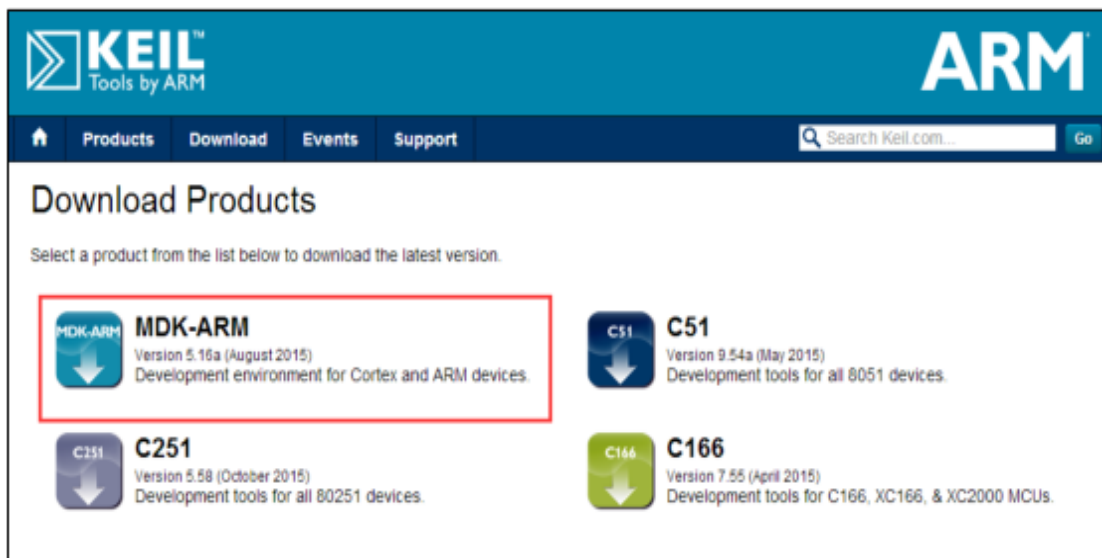 KEIL™
Tools by ARM
ARM
Products Download Events Support
Search Keil.com...
Go
Download Products
Select a product from the list below to download the latest version.
MDK-ARM
MDK-ARM
Version 5.16a (August 2015)
Development environment for Cortex and ARM devices.
C51
C51
Version 9.54a (May 2015)
Development tools for all 8051 devices.
C251
C251
Version 5.58 (October 2015)
Development tools for all 80251 devices.
C166
C166
Version 7.55 (April 2015)
Development tools for C166, XC166, & XC2000 MCUs.